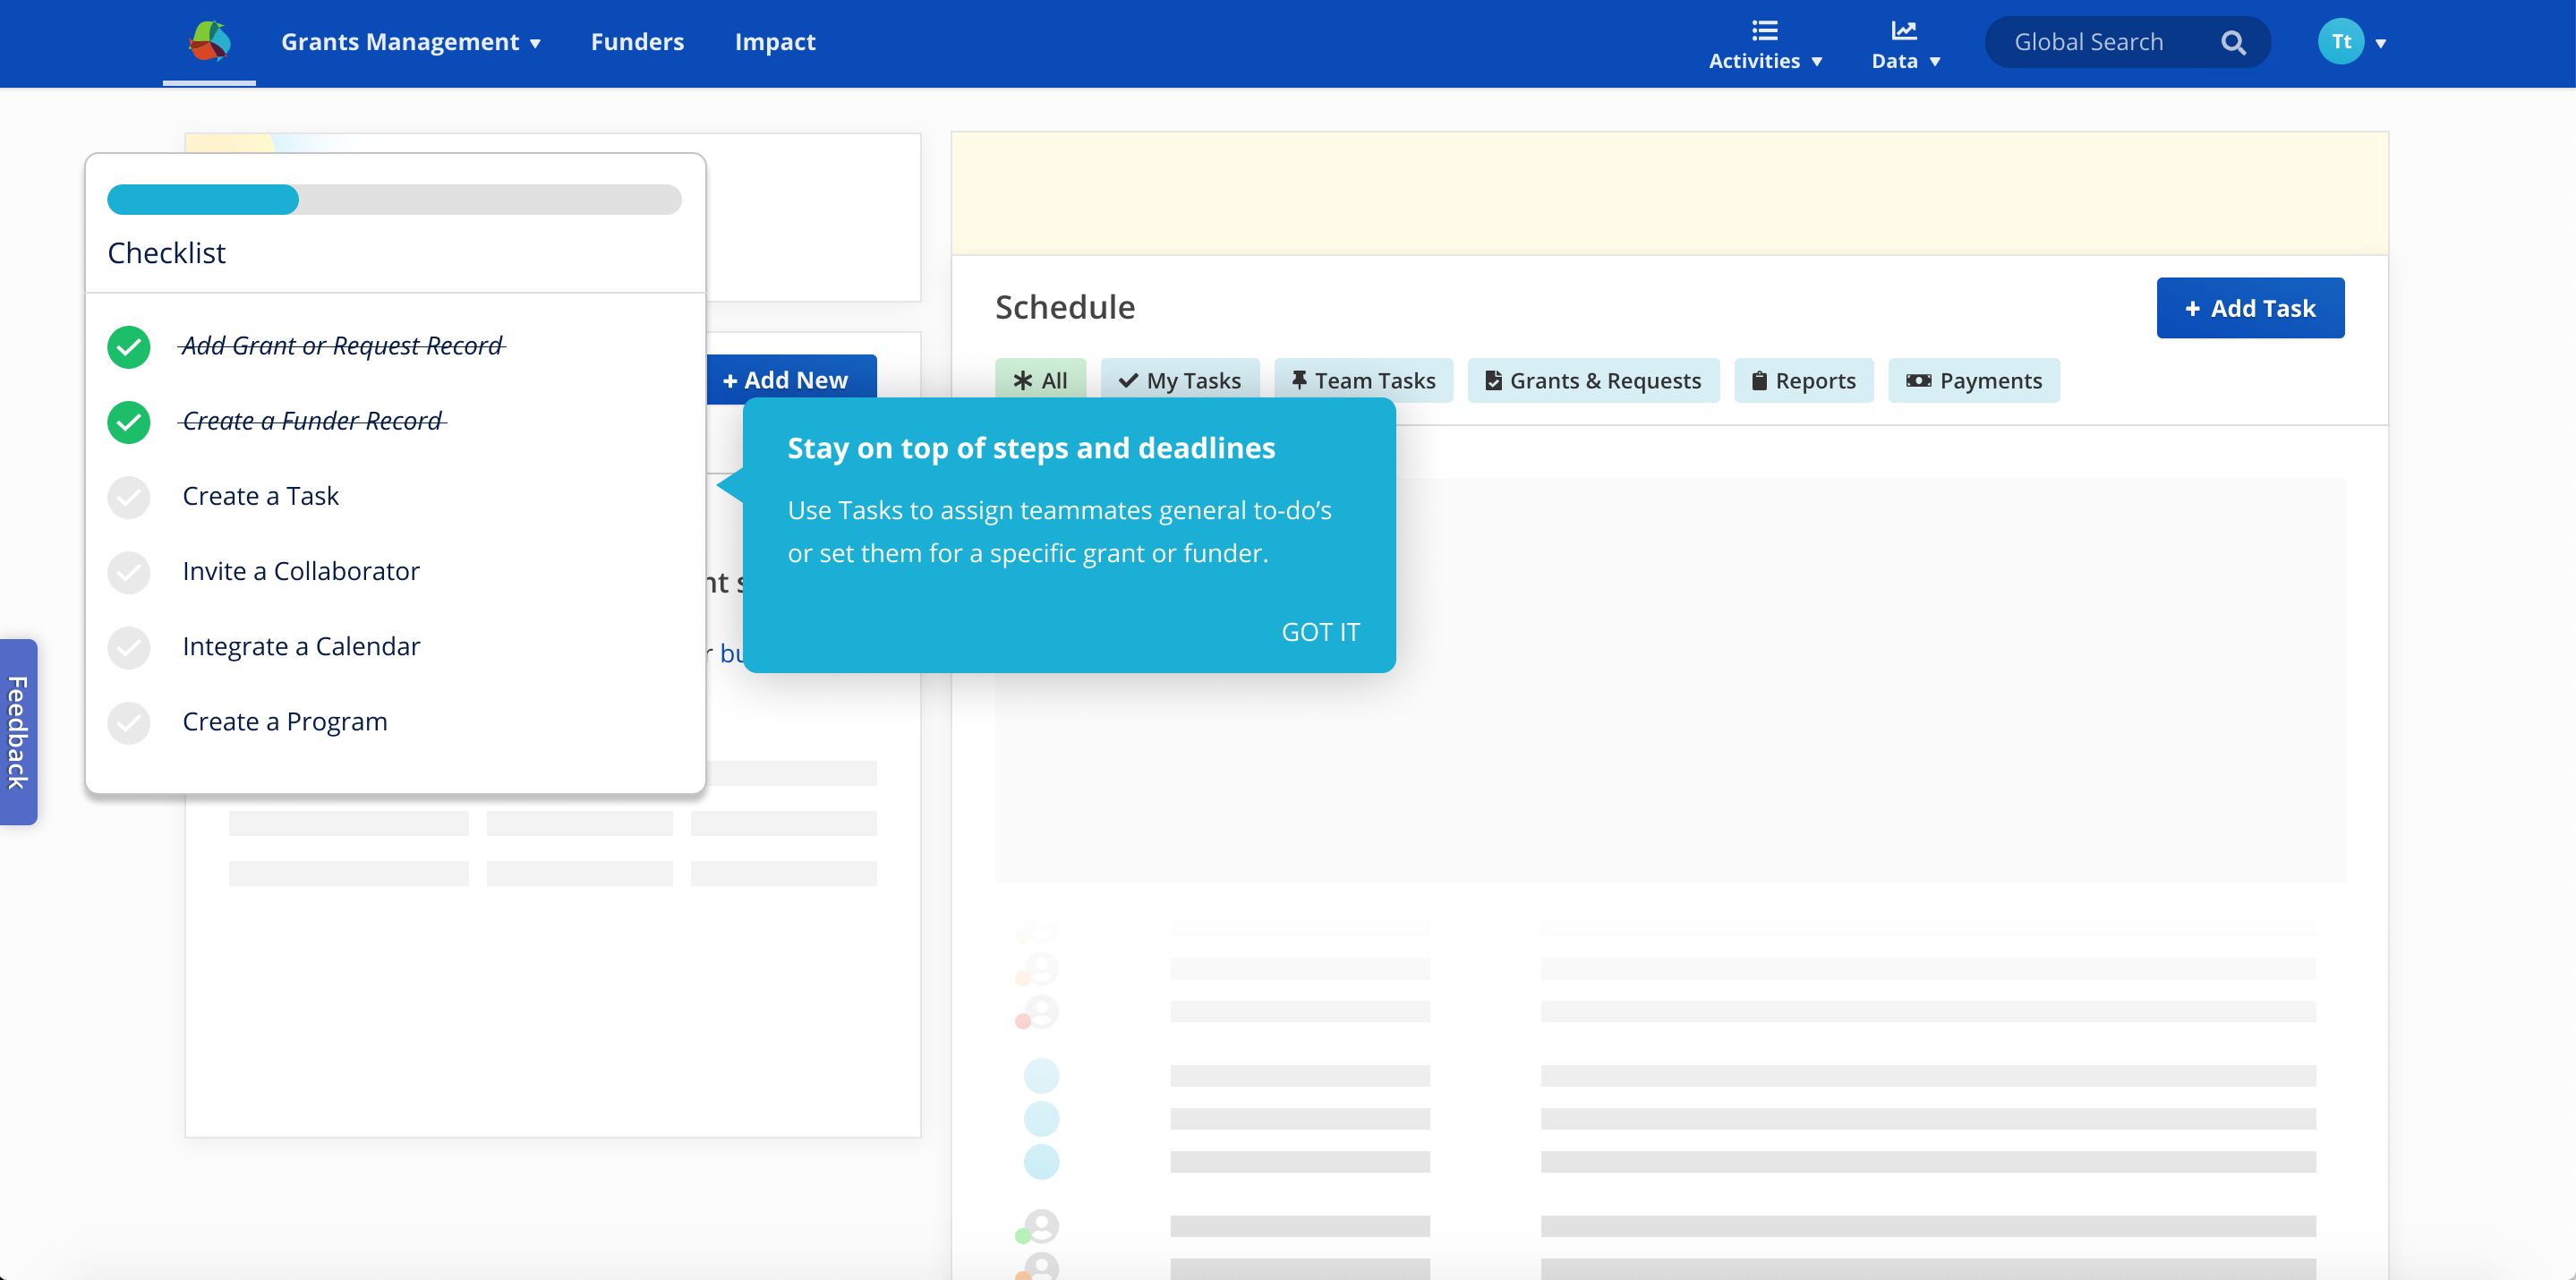 Grants Management
Funders
Impact
Activities
Data
Global Search
Tt
Checklist
Add Grant or Request Record
Create a Funder Record
Create a Task
Invite a Collaborator
Integrate a Calendar
Create a Program
Feedback
+ Add New
Stay on top of steps and deadlines
Use Tasks to assign teammates general to-do’s
or set them for a specific grant or funder.
GOT IT
Schedule
+ Add Task
All
My Tasks
Team Tasks
Grants & Requests
Reports
Payments